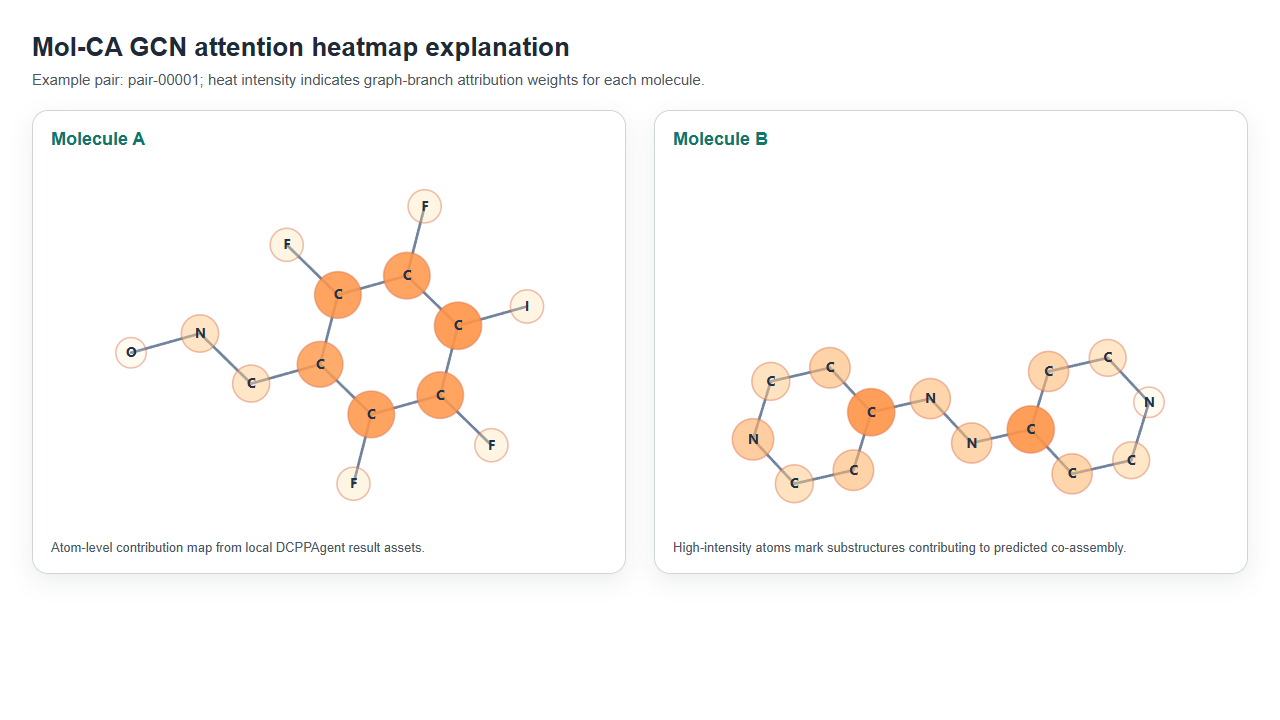 Mol-CA GCN attention heatmap explanation
Example pair: pair-00001; heat intensity indicates graph-branch attribution weights for each molecule.
Molecule A
F
F
C
C
I
C
N
O
C
C
C
C
F
F
Atom-level contribution map from local DCPPAgent result assets.
Molecule B
C
C
C
C
N
N
C
N
C
N
C
C
C
C
High-intensity atoms mark substructures contributing to predicted co-assembly.